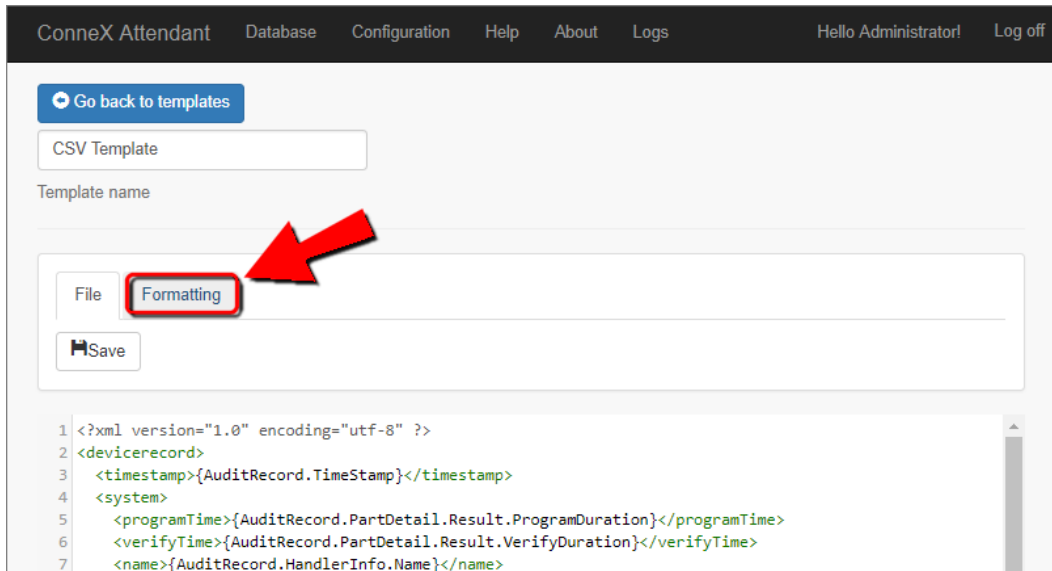 ConneX Attendant Database Configuration Help About Logs Hello Administrator! Log off
Go back to templates
CSV Template
Template name
File Formatting
Save
1 <?xml version="1.0" encoding="utf-8" ?>
2 <devicerecord>
3 <timestamp>{AuditRecord.TimeStamp}</timestamp>
4 <system>
5 <programTime>{AuditRecord.PartDetail.Result.ProgramDuration}</programTime>
6 <verifyTime>{AuditRecord.PartDetail.Result.VerifyDuration}</verifyTime>
7 <name>{AuditRecord.HandlerInfo.Name}</name>